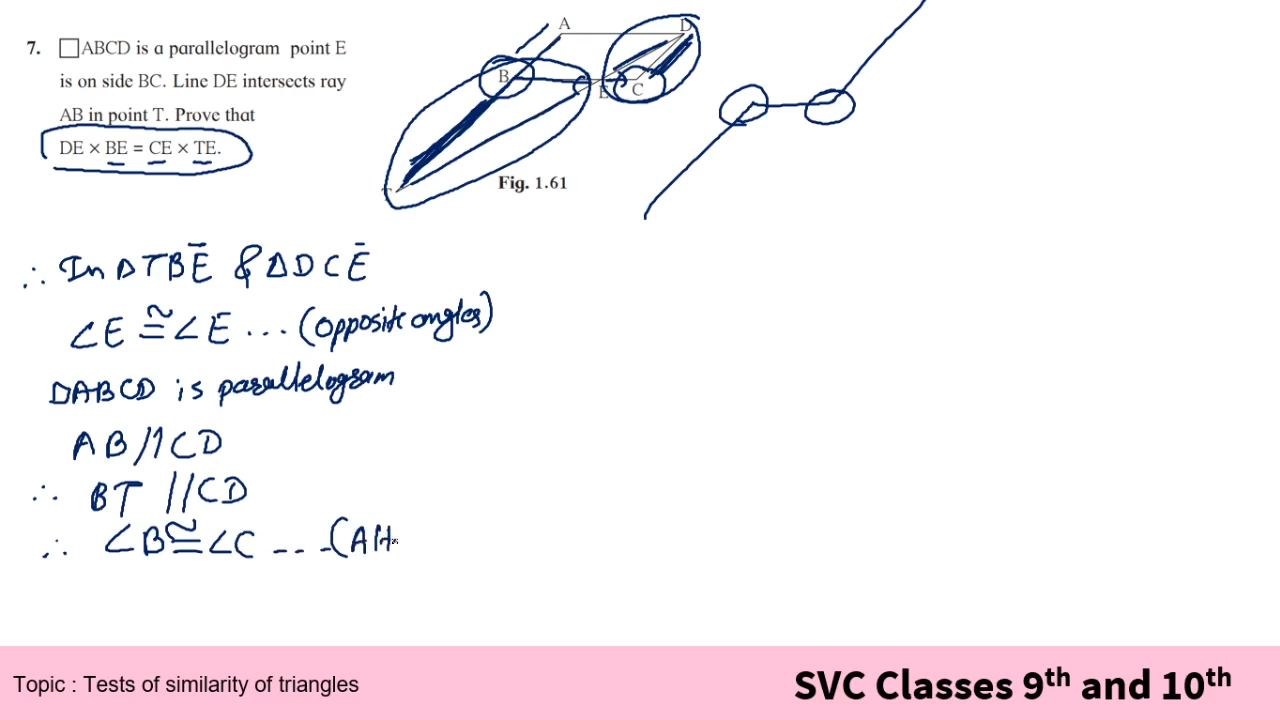 7. □ABCD is a parallelogram point E
is on side BC. Line DE intersects ray
AB in point T. Prove that
DE × BE = CE × TE.
A
D
B
E
C
Fig. 1.61
∴ In ΔTBE & ΔDCE
∠E ≅ ∠E ... (opposite angles)
□ABCD is parallelogram
AB // CD
∴ BT // CD
∴ ∠B ≅ ∠C ... (Alt
Topic : Tests of similarity of triangles
SVC Classes 9th and 10th